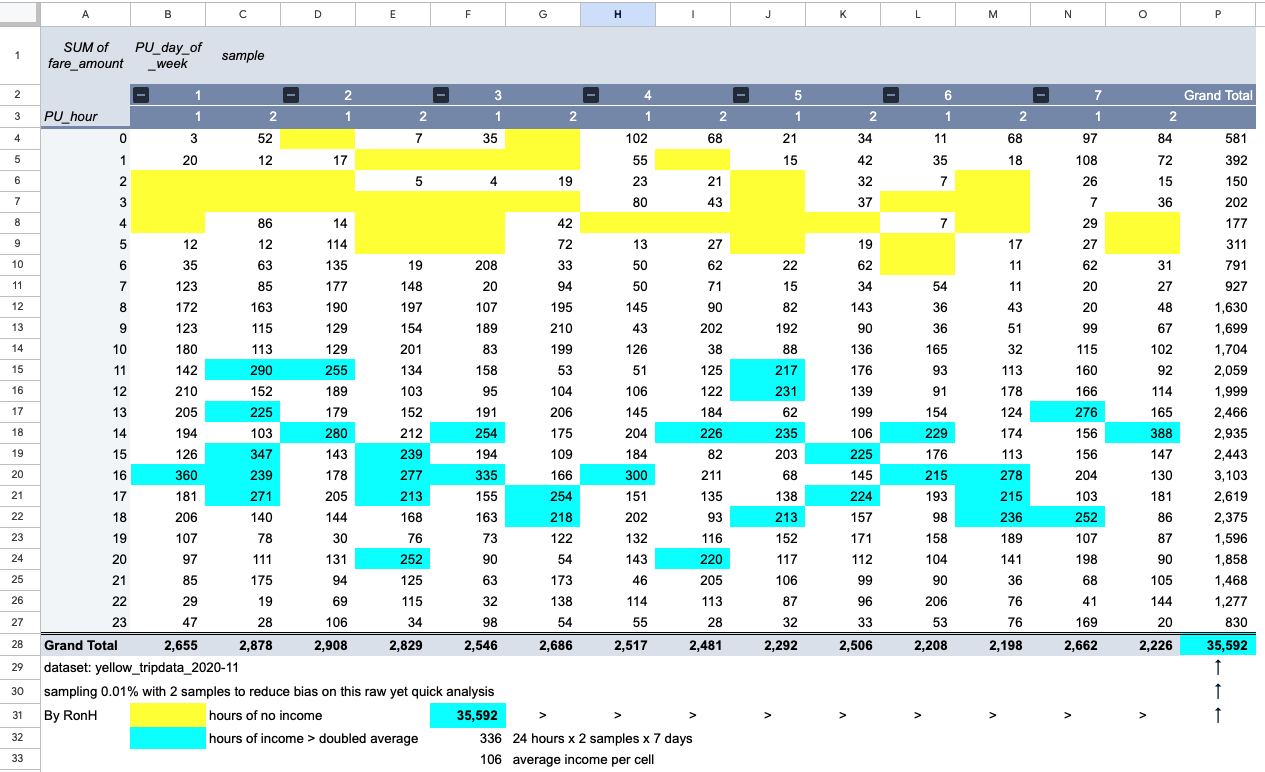 A B C D E F G H I J K L M N O P
1 SUM of fare_amount PU_day_of_week sample
2 1 2 3 4 5 6 7 Grand Total
3 PU_hour 1 2 1 2 1 2 1 2 1 2 1 2 1 2
4 0 3 52 7 35 102 68 21 34 11 68 97 84 581
5 1 20 12 17 55 15 42 35 18 108 72 392
6 2 5 4 19 23 21 32 7 26 15 150
7 3 80 43 37 7 36 202
8 4 86 14 42 7 29 177
9 5 12 12 114 72 13 27 19 17 27 311
10 6 35 63 135 19 208 33 50 62 22 62 11 62 31 791
11 7 123 85 177 148 20 94 50 71 15 34 54 11 20 27 927
12 8 172 163 190 197 107 195 145 90 82 143 36 43 20 48 1,630
13 9 123 115 129 154 189 210 43 202 192 90 36 51 99 67 1,699
14 10 180 113 129 201 83 199 126 38 88 136 165 32 115 102 1,704
15 11 142 290 255 134 158 53 51 125 217 176 93 113 160 92 2,059
16 12 210 152 189 103 95 104 106 122 231 139 91 178 166 114 1,999
17 13 205 225 179 152 191 206 145 184 62 199 154 124 276 165 2,466
18 14 194 103 280 212 254 175 204 226 235 106 229 174 156 388 2,935
19 15 126 347 143 239 194 109 184 82 203 225 176 113 156 147 2,443
20 16 360 239 178 277 335 166 300 211 68 145 215 278 204 130 3,103
21 17 181 271 205 213 155 254 151 135 138 224 193 215 103 181 2,619
22 18 206 140 144 168 163 218 202 93 213 157 98 236 252 86 2,375
23 19 107 78 30 76 73 122 132 116 152 171 158 189 107 87 1,596
24 20 97 111 131 252 90 54 143 220 117 112 104 141 198 90 1,858
25 21 85 175 94 125 63 173 46 205 106 99 90 36 68 105 1,468
26 22 29 19 69 115 32 138 114 113 87 96 206 76 41 144 1,277
27 23 47 28 106 34 98 54 55 28 32 33 53 76 169 20 830
28 Grand Total 2,655 2,878 2,908 2,829 2,546 2,686 2,517 2,481 2,292 2,506 2,208 2,198 2,662 2,226 35,592
29 dataset: yellow_tripdata_2020-11 ↑
30 sampling 0.01% with 2 samples to reduce bias on this raw yet quick analysis ↑
31 By RonH hours of no income 35,592 > > > > > > > > > ↑
32 hours of income > doubled average 336 24 hours x 2 samples x 7 days
33 106 average income per cell